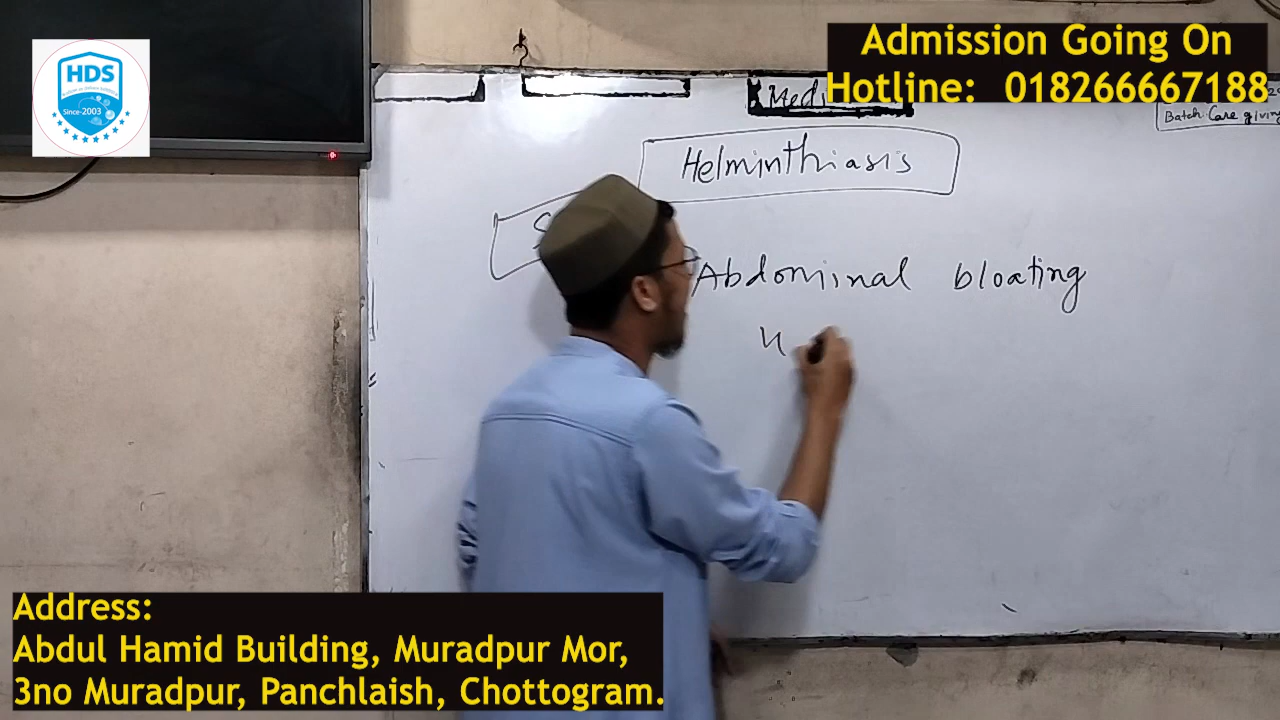 HDS
Since-2003
Admission Going On
Hotline: 018266667188
Medi
Batch Care giving
Helminthiasis
S
Abdominal bloating
Address:
Abdul Hamid Building, Muradpur Mor,
3no Muradpur, Panchlaish, Chottogram.